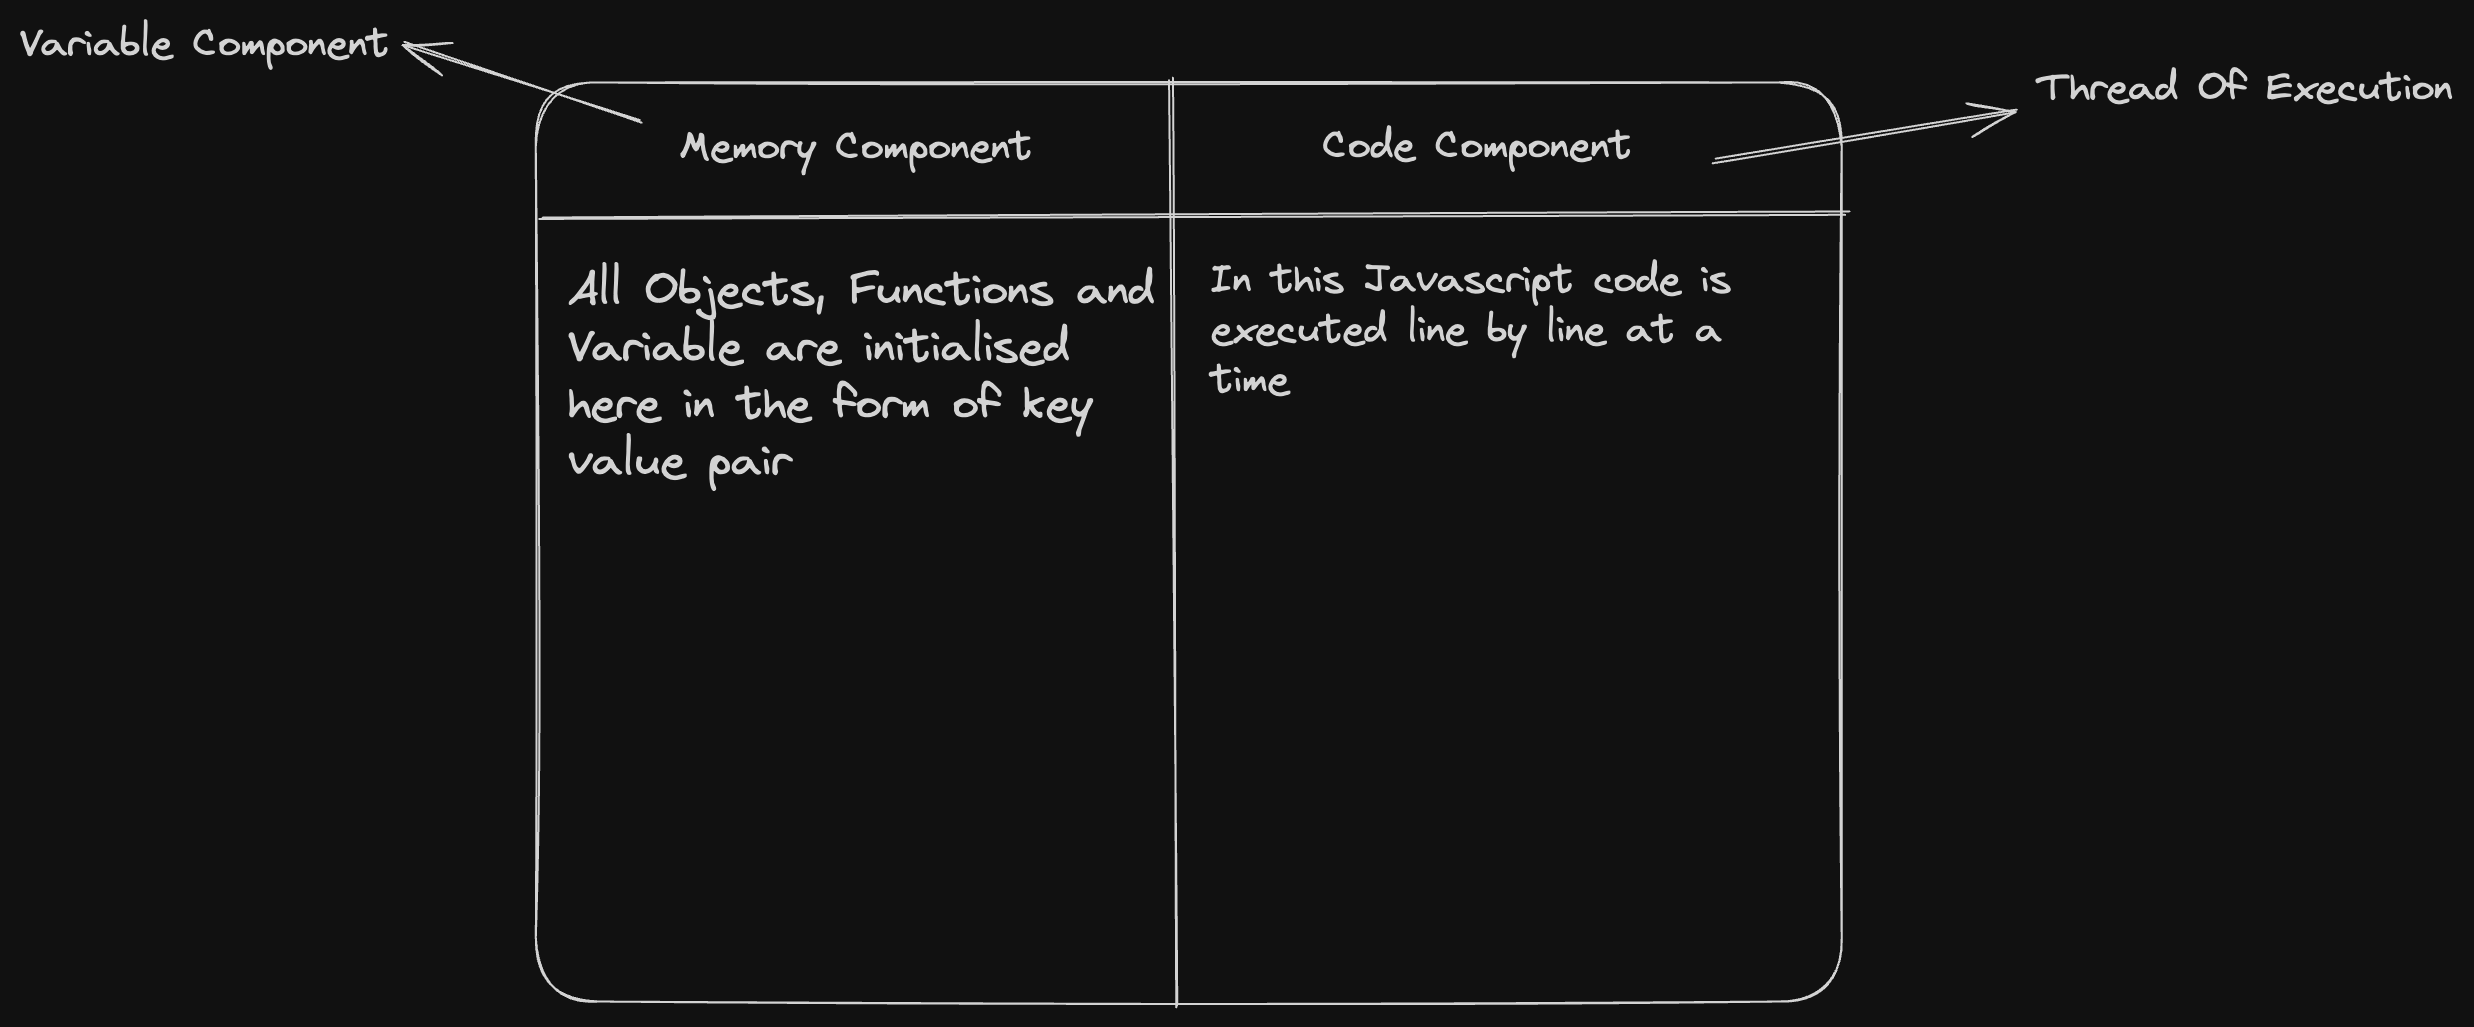 Variable Component
Thread Of Execution
Memory Component
Code Component
All Objects, Functions and
Variable are initialised
here in the form of key
value pair
In this Javascript code is
executed line by line at a
time